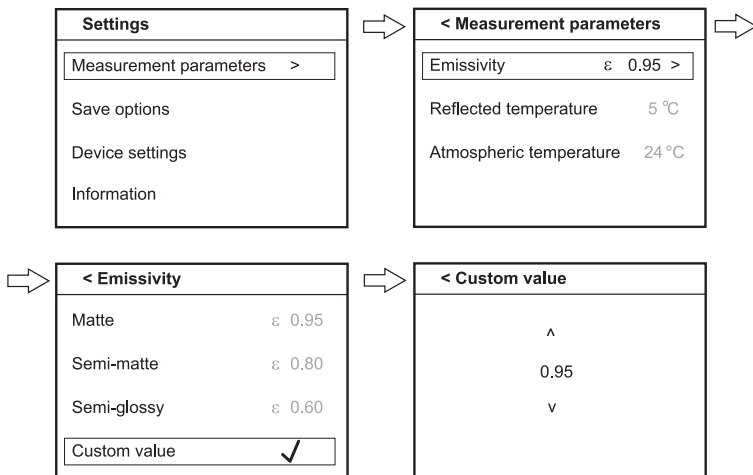 Settings
Measurement parameters >
Save options
Device settings
Information
< Measurement parameters
Emissivity ε 0.95 >
Reflected temperature 5 °C
Atmospheric temperature 24 °C
< Emissivity
Matte ε 0.95
Semi-matte ε 0.80
Semi-glossy ε 0.60
Custom value ✓
< Custom value
^
0.95
v